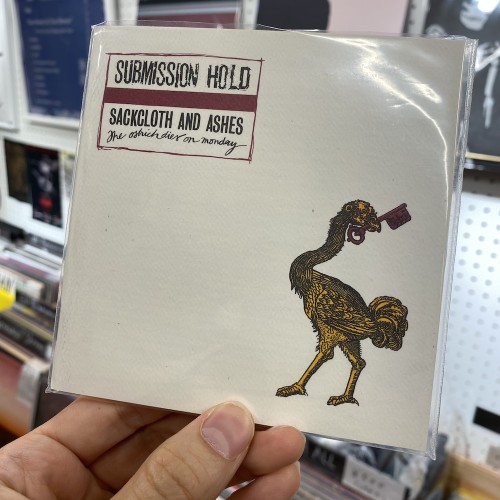 SUBMISSION HOLD
SACKCLOTH AND ASHES
The ostrich dies on monday